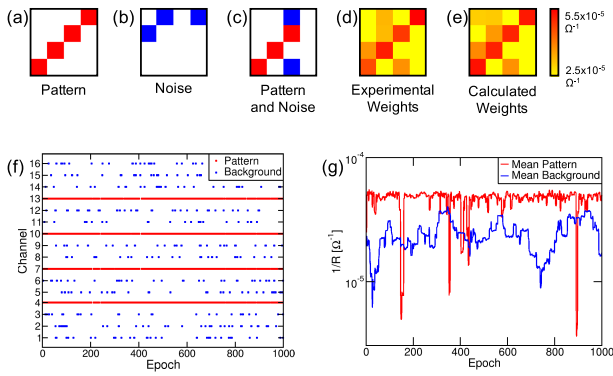 (a)
(b)
(c)
(d)
(e)
5.5x10⁻⁵
Ω⁻¹
2.5x10⁻⁵
Ω⁻¹
Pattern
Noise
Pattern
and Noise
Experimental
Weights
Calculated
Weights
(f)
Pattern
Background
Channel
16
15
14
13
12
11
10
9
8
7
6
5
4
3
2
1
0
200
400
600
800
1000
Epoch
(g)
Mean Pattern
Mean Background
1/R [Ω⁻¹]
10⁻⁴
10⁻⁵
0
200
400
600
800
1000
Epoch